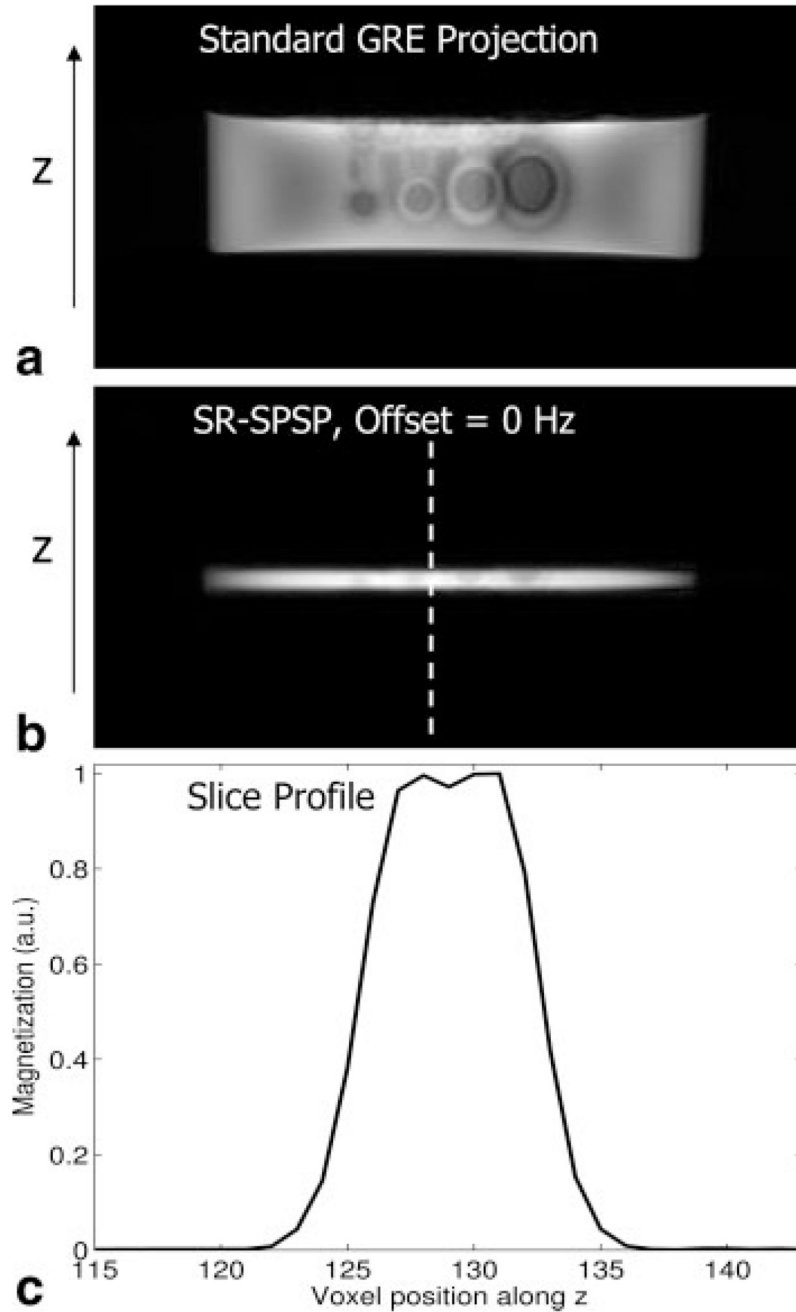 Standard GRE Projection
z
a
SR-SPSP, Offset = 0 Hz
z
b
Slice Profile
Magnetization (a.u.)
1
0.8
0.6
0.4
0.2
0
115 120 125 130 135 140
Voxel position along z
c